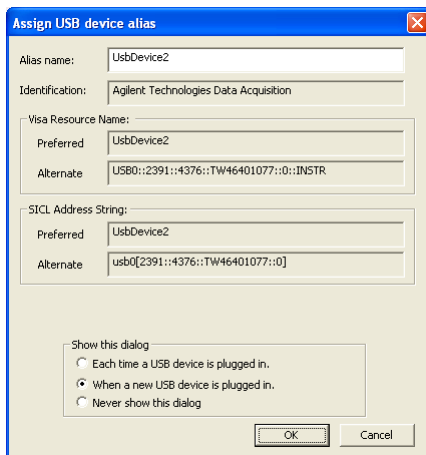 Assign USB device alias
Alias name: UsbDevice2
Identification: Agilent Technologies Data Acquisition
Visa Resource Name:
Preferred UsbDevice2
Alternate USB0::2391::4376::TW46401077::0::INSTR
SICL Address String:
Preferred UsbDevice2
Alternate usb0[2391::4376::TW46401077::0]
Show this dialog
Each time a USB device is plugged in.
When a new USB device is plugged in.
Never show this dialog
OK Cancel